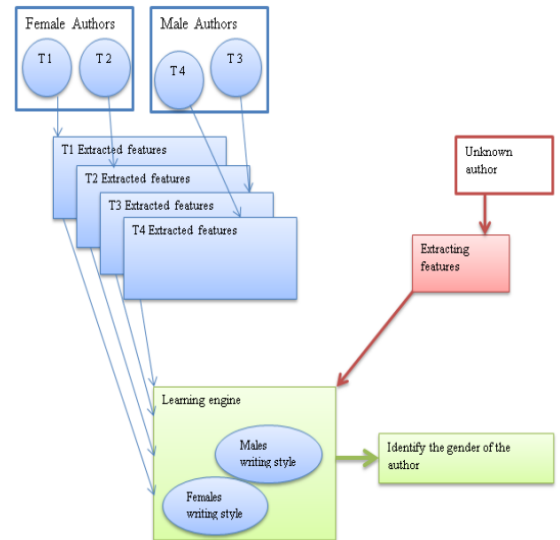 Female Authors
Male Authors
T1
T2
T4
T3
T1 Extracted features
T2 Extracted features
T3 Extracted features
T4 Extracted features
Unknown
author
Extracting
features
Learning engine
Males
writing style
Females
writing style
Identify the gender of the
author